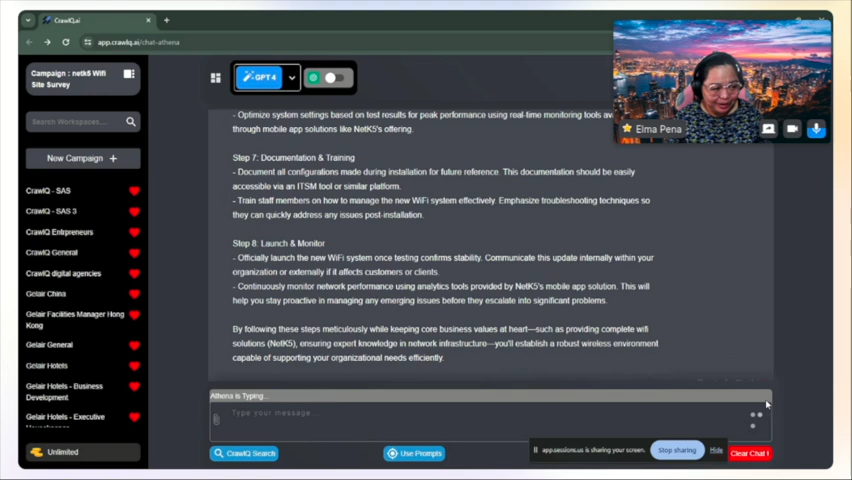 CrawlQ.ai
app.crawlq.ai/chat-athena
Campaign : netk5 Wifi
Site Survey
GPT 4
Search Workspaces...
New Campaign +
CrawlQ - SAS
CrawlQ - SAS 3
CrawlQ Entrpreneurs
CrawlQ General
CrawlQ digital agencies
Gelair China
Gelair Facilities Manager Hong
Kong
Gelair General
Gelair Hotels
Gelair Hotels - Business
Development
Gelair Hotels - Executive
Unlimited
- Optimize system settings based on test results for peak performance using real-time monitoring tools
through mobile app solutions like NetK5's offering.
Step 7: Documentation & Training
- Document all configurations made during installation for future reference. This documentation should be easily
accessible via an ITSM tool or similar platform.
- Train staff members on how to manage the new WiFi system effectively. Emphasize troubleshooting techniques so
they can quickly address any issues post-installation.
Step 8: Launch & Monitor
- Officially launch the new WiFi system once testing confirms stability. Communicate this update internally within your
organization or externally if it affects customers or clients.
- Continuously monitor network performance using analytics tools provided by NetK5's mobile app solution. This will
help you stay proactive in managing any emerging issues before they escalate into significant problems.
By following these steps meticulously while keeping core business values at heart—such as providing complete wifi
solutions (NetK5), ensuring expert knowledge in network infrastructure—you'll establish a robust wireless environment
capable of supporting your organizational needs efficiently.
Athena is Typing...
Type your message...
CrawlQ Search
Use Prompts
app.sessions.us is sharing your screen.
Stop sharing
Hide
Clear Chat !
Elma Pena